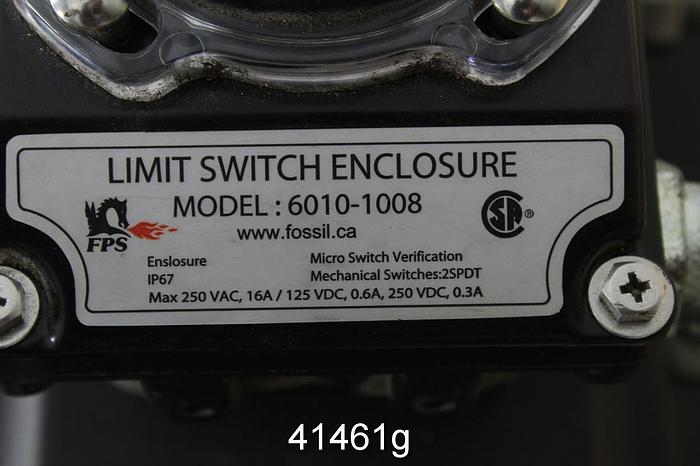 LIMIT SWITCH ENCLOSURE
MODEL : 6010-1008
www.fossil.ca
FPS
SA ®
Enslosure
IP67
Micro Switch Verification
Mechanical Switches:2SPDT
Max 250 VAC, 16A / 125 VDC, 0.6A, 250 VDC, 0.3A
41461g